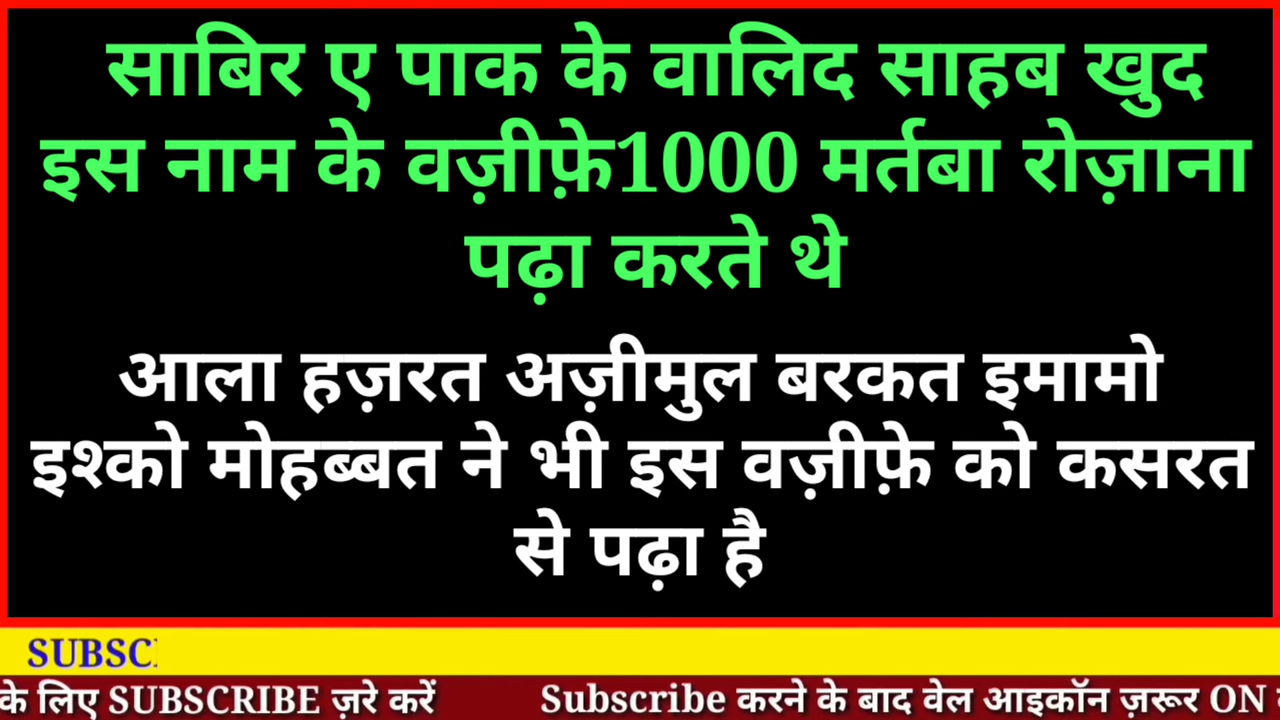 साबिर ए पाक के वालिद साहब खुद
इस नाम के वज़ीफ़े1000 मर्तबा रोज़ाना
पढ़ा करते थे
आला हज़रत अज़ीमुल बरकत इमामो
इश्को मोहब्बत ने भी इस वज़ीफ़े को कसरत
से पढ़ा है
SUBSC
के लिए SUBSCRIBE ज़रे करें Subscribe करने के बाद वेल आइकॉन ज़रूर ON